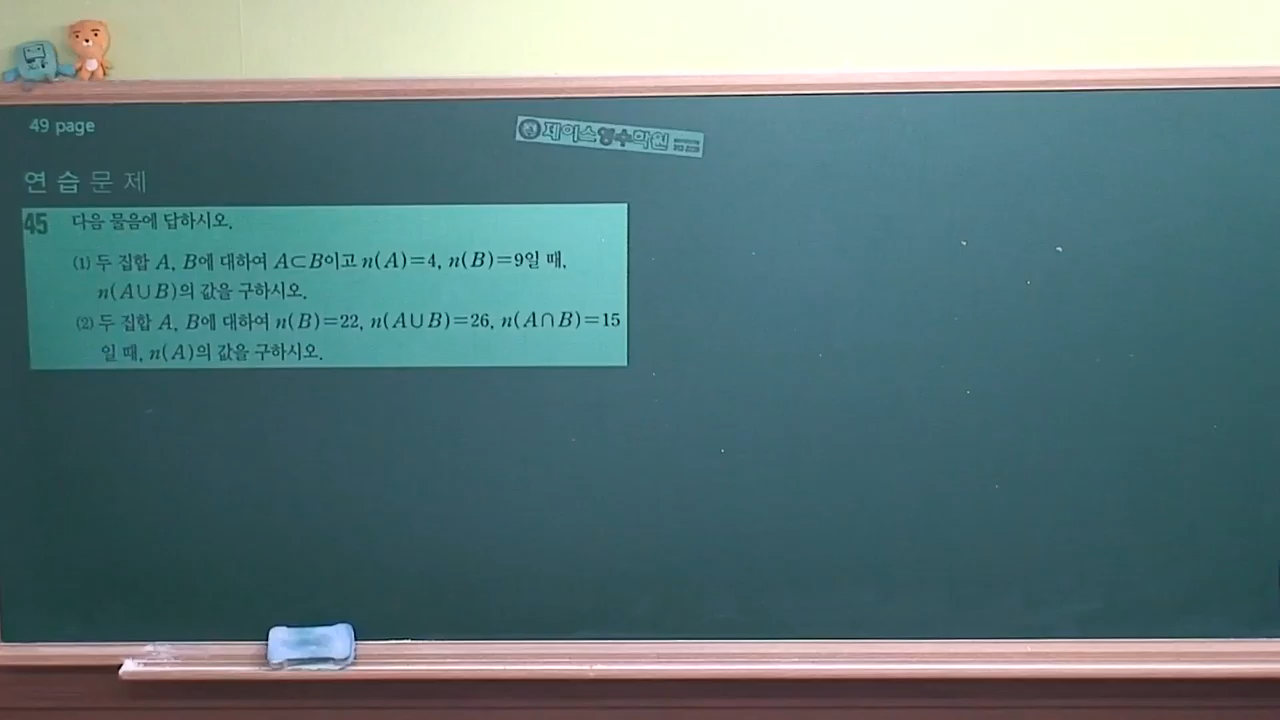 49 page
제이스영수학원
연습문제
45 다음 물음에 답하시오.
(1) 두 집합 A, B에 대하여 A⊂B이고 n(A)=4, n(B)=9일 때,
n(A∪B)의 값을 구하시오.
(2) 두 집합 A, B에 대하여 n(B)=22, n(A∪B)=26, n(A∩B)=15
일 때, n(A)의 값을 구하시오.